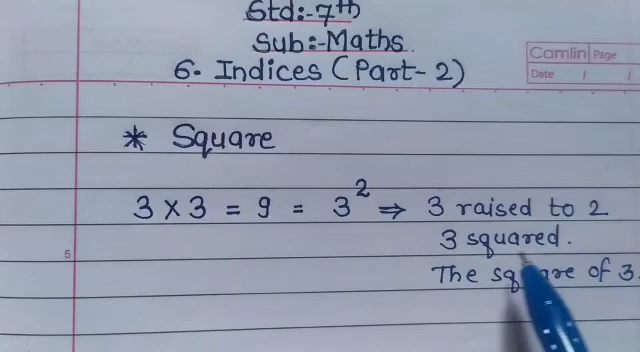 Std:-7th
Sub:-Maths.
6. Indices (Part-2)
Camlin Page
Date / /
* Square
3 × 3 = 9 = 3² ⇒ 3 raised to 2
3 squared.
5
The square of 3.